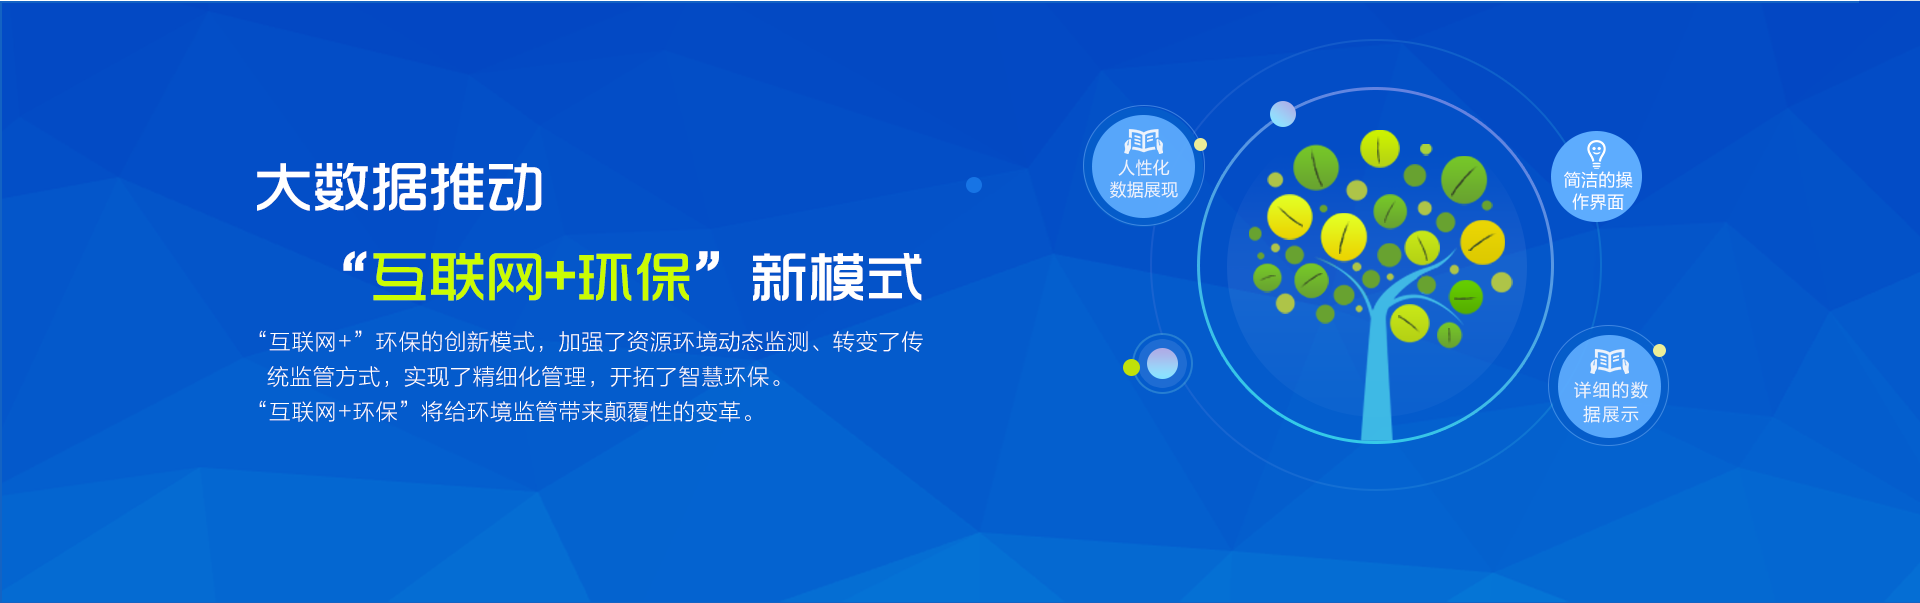 大数据推动
“互联网+环保”新模式
“互联网+”环保的创新模式，加强了资源环境动态监测、转变了传
统监管方式，实现了精细化管理，开拓了智慧环保。
“互联网+环保”将给环境监管带来颠覆性的变革。
人性化
数据展现
简洁的操
作界面
详细的数
据展示